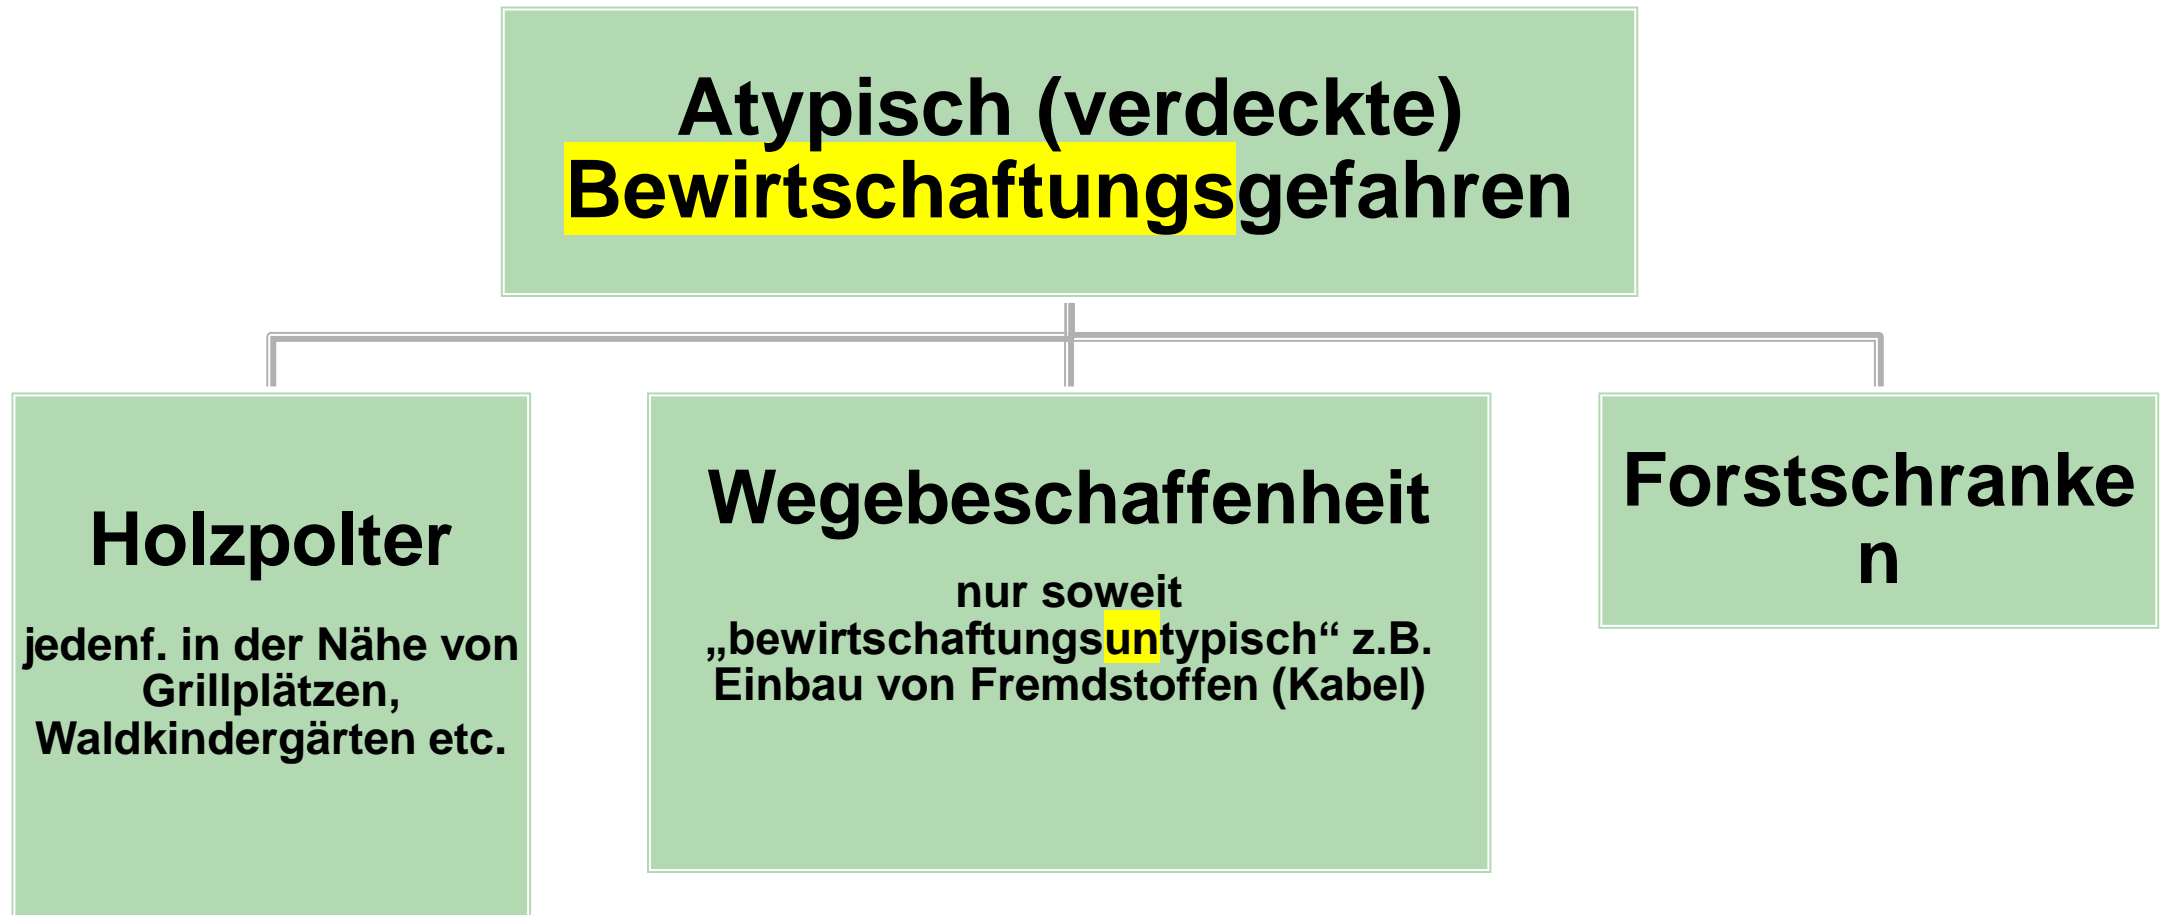 Atypisch (verdeckte)
Bewirtschaftungsgefahren
Holzpolter
jedenf. in der Nähe von
Grillplätzen,
Waldkindergärten etc.
Wegebeschaffenheit
nur soweit
„bewirtschaftungsuntypisch“ z.B.
Einbau von Fremdstoffen (Kabel)
Forstschranke
n